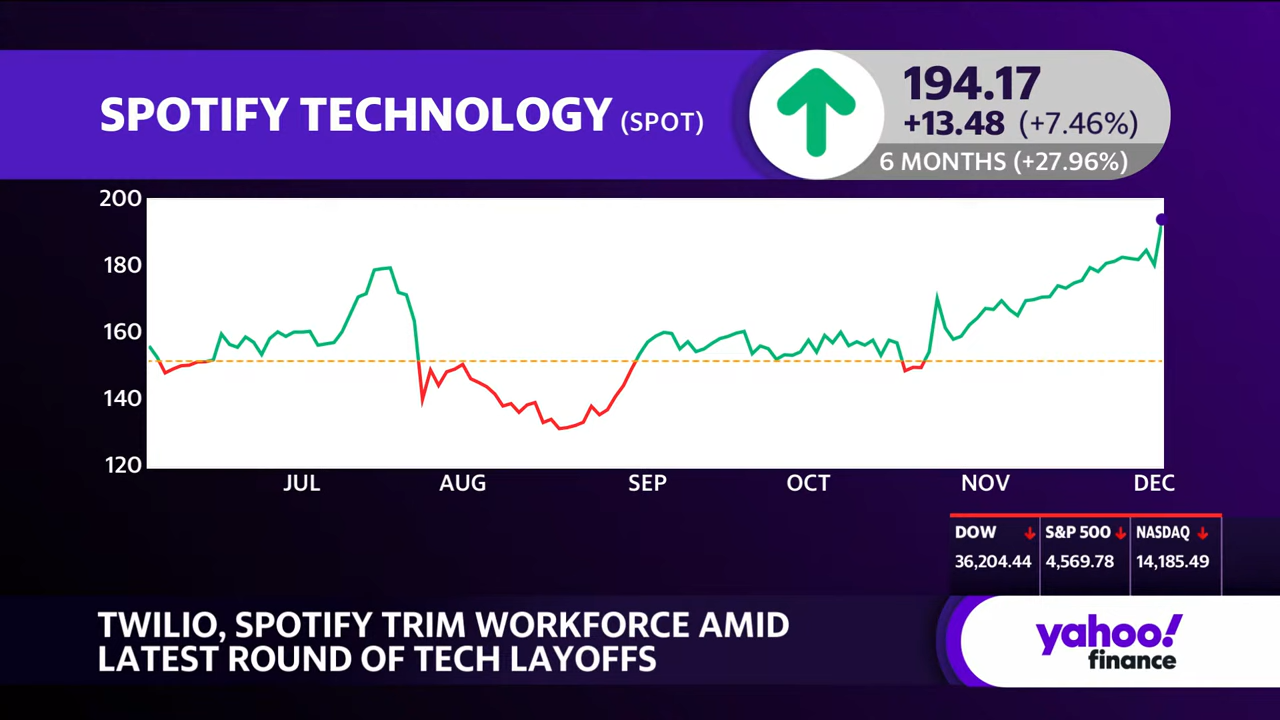 SPOTIFY TECHNOLOGY (SPOT)
194.17
+13.48 (+7.46%)
6 MONTHS (+27.96%)
200
180
160
140
120
JUL AUG SEP OCT NOV DEC
DOW S&P 500 NASDAQ
36,204.44 4,569.78 14,185.49
TWILIO, SPOTIFY TRIM WORKFORCE AMID
LATEST ROUND OF TECH LAYOFFS
yahoo!
finance